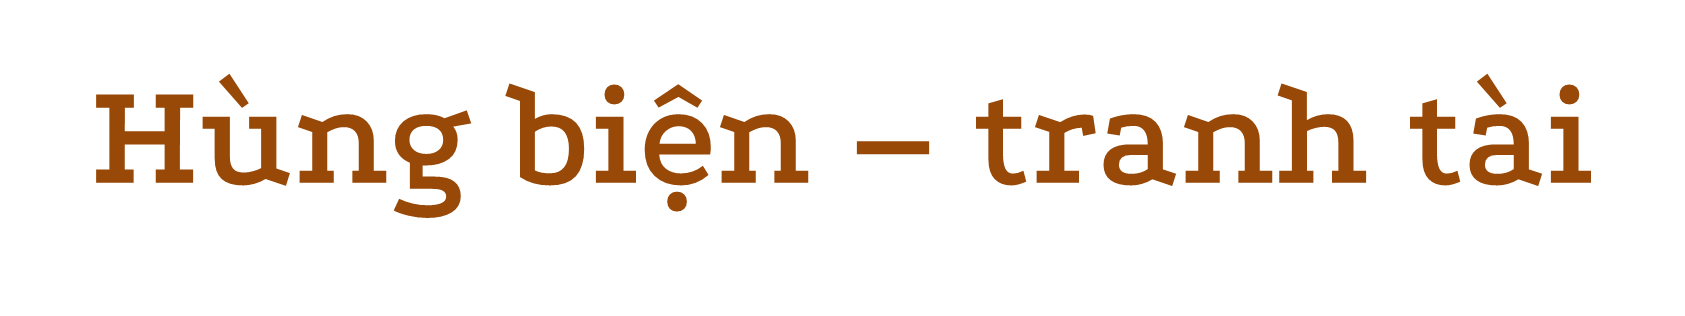 Hùng biện – tranh tài